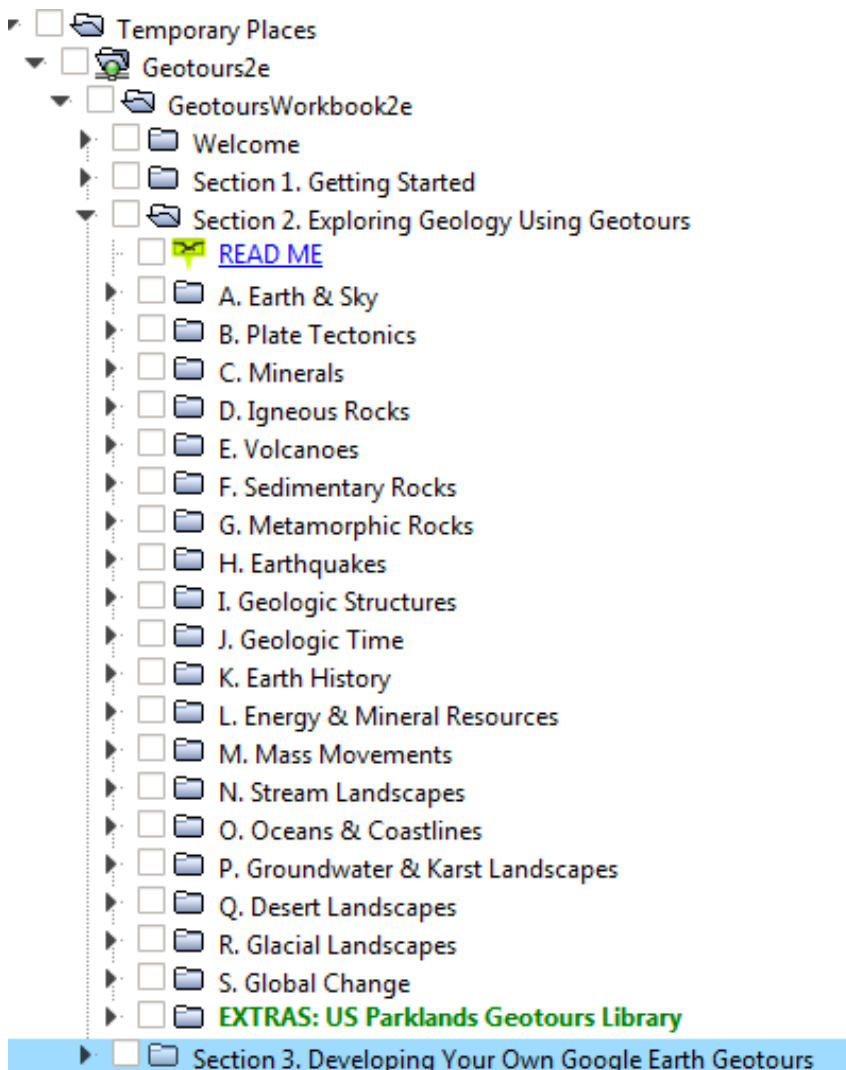 Temporary Places
Geotours2e
GeotoursWorkbook2e
Welcome
Section 1. Getting Started
Section 2. Exploring Geology Using Geotours
READ ME
A. Earth & Sky
B. Plate Tectonics
C. Minerals
D. Igneous Rocks
E. Volcanoes
F. Sedimentary Rocks
G. Metamorphic Rocks
H. Earthquakes
I. Geologic Structures
J. Geologic Time
K. Earth History
L. Energy & Mineral Resources
M. Mass Movements
N. Stream Landscapes
O. Oceans & Coastlines
P. Groundwater & Karst Landscapes
Q. Desert Landscapes
R. Glacial Landscapes
S. Global Change
EXTRAS: US Parklands Geotours Library
Section 3. Developing Your Own Google Earth Geotours